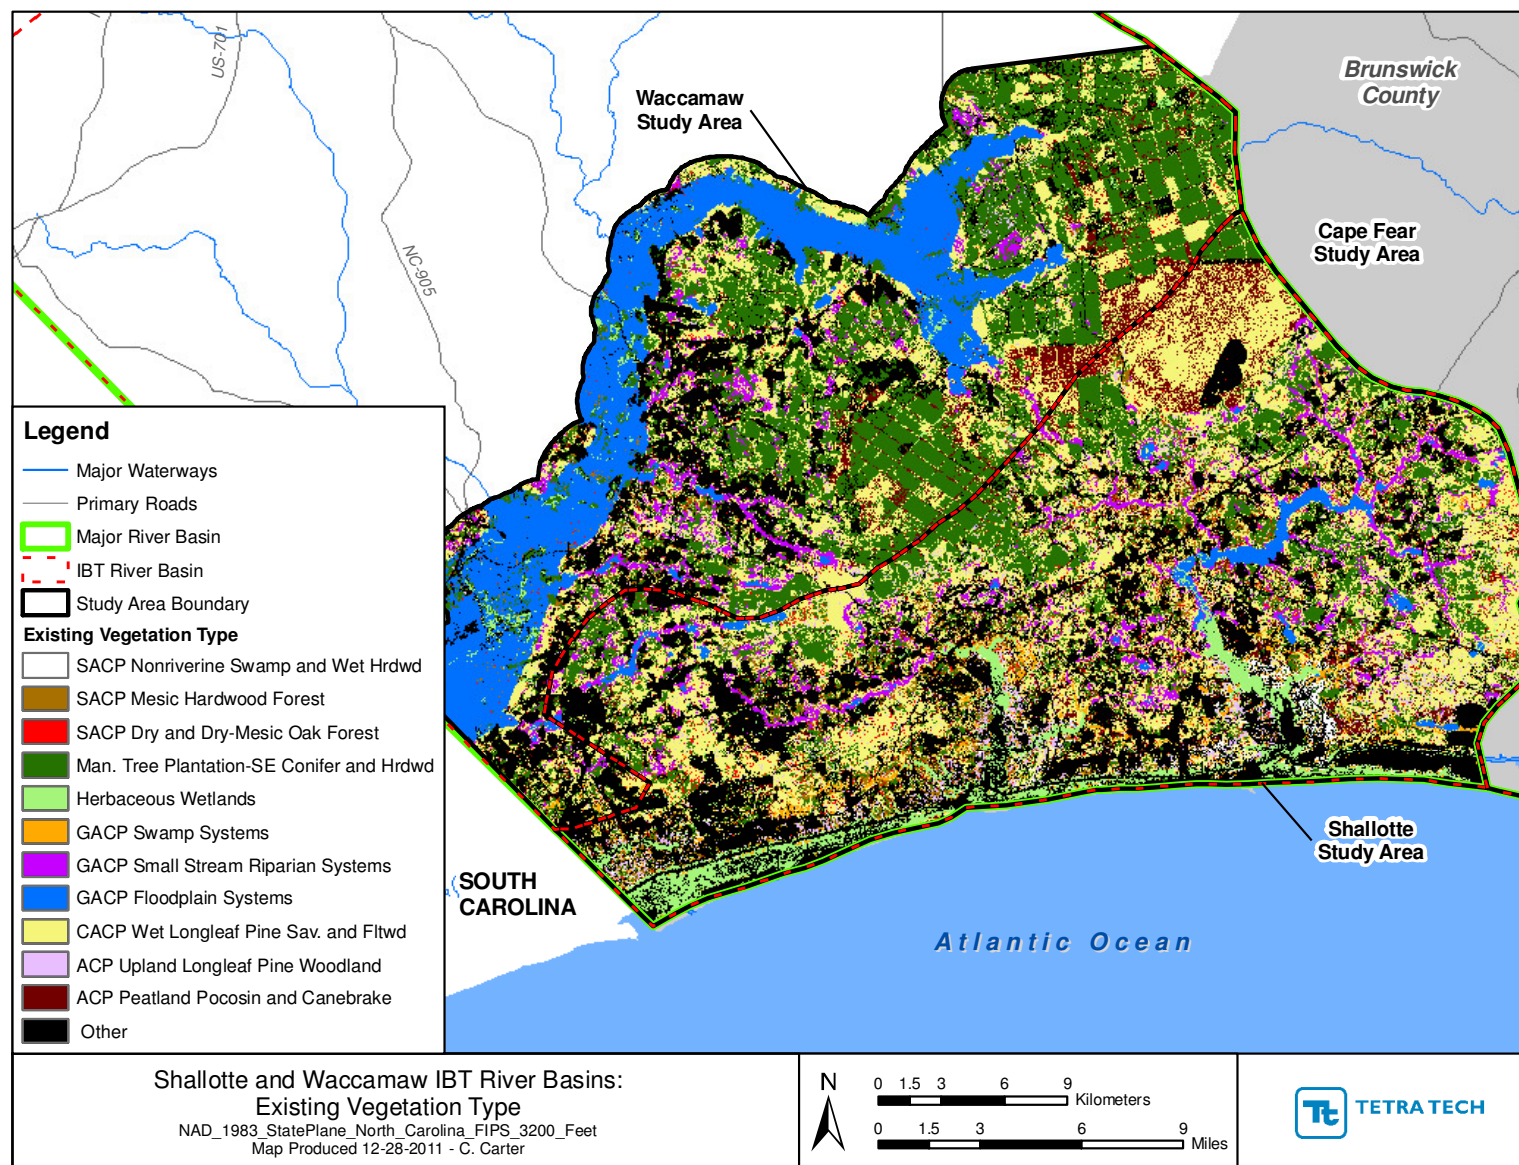 US-701
NC-905
Waccamaw
Study Area
Brunswick
County
Cape Fear
Study Area
Shallotte
Study Area
SOUTH
CAROLINA
Atlantic Ocean
Legend
Major Waterways
Primary Roads
Major River Basin
IBT River Basin
Study Area Boundary
Existing Vegetation Type
SACP Nonriverine Swamp and Wet Hrdwd
SACP Mesic Hardwood Forest
SACP Dry and Dry-Mesic Oak Forest
Man. Tree Plantation-SE Conifer and Hrdwd
Herbaceous Wetlands
GACP Swamp Systems
GACP Small Stream Riparian Systems
GACP Floodplain Systems
CACP Wet Longleaf Pine Sav. and Fltwd
ACP Upland Longleaf Pine Woodland
ACP Peatland Pocosin and Canebrake
Other
Shallotte and Waccamaw IBT River Basins:
Existing Vegetation Type
NAD_1983_StatePlane_North_Carolina_FIPS_3200_Feet
Map Produced 12-28-2011 - C. Carter
N
0 1.5 3 6 9
Kilometers
0 1.5 3 6 9
Miles
Tt TETRA TECH